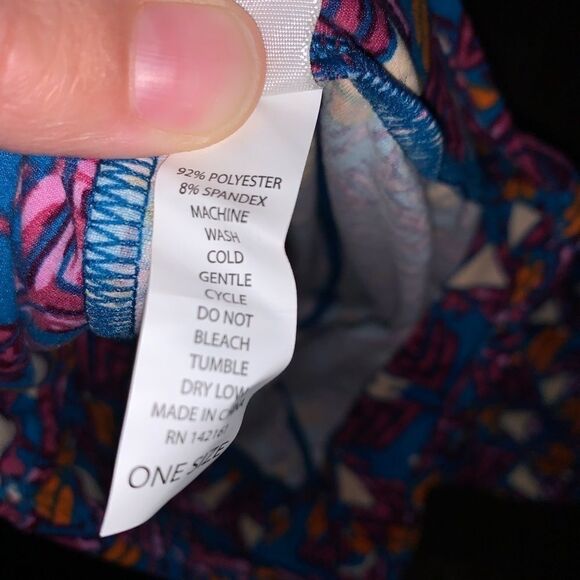 92% POLYESTER
8% SPANDEX
MACHINE
WASH
COLD
GENTLE
CYCLE
DO NOT
BLEACH
TUMBLE
DRY LOW
MADE IN
RN
ONE SIZE